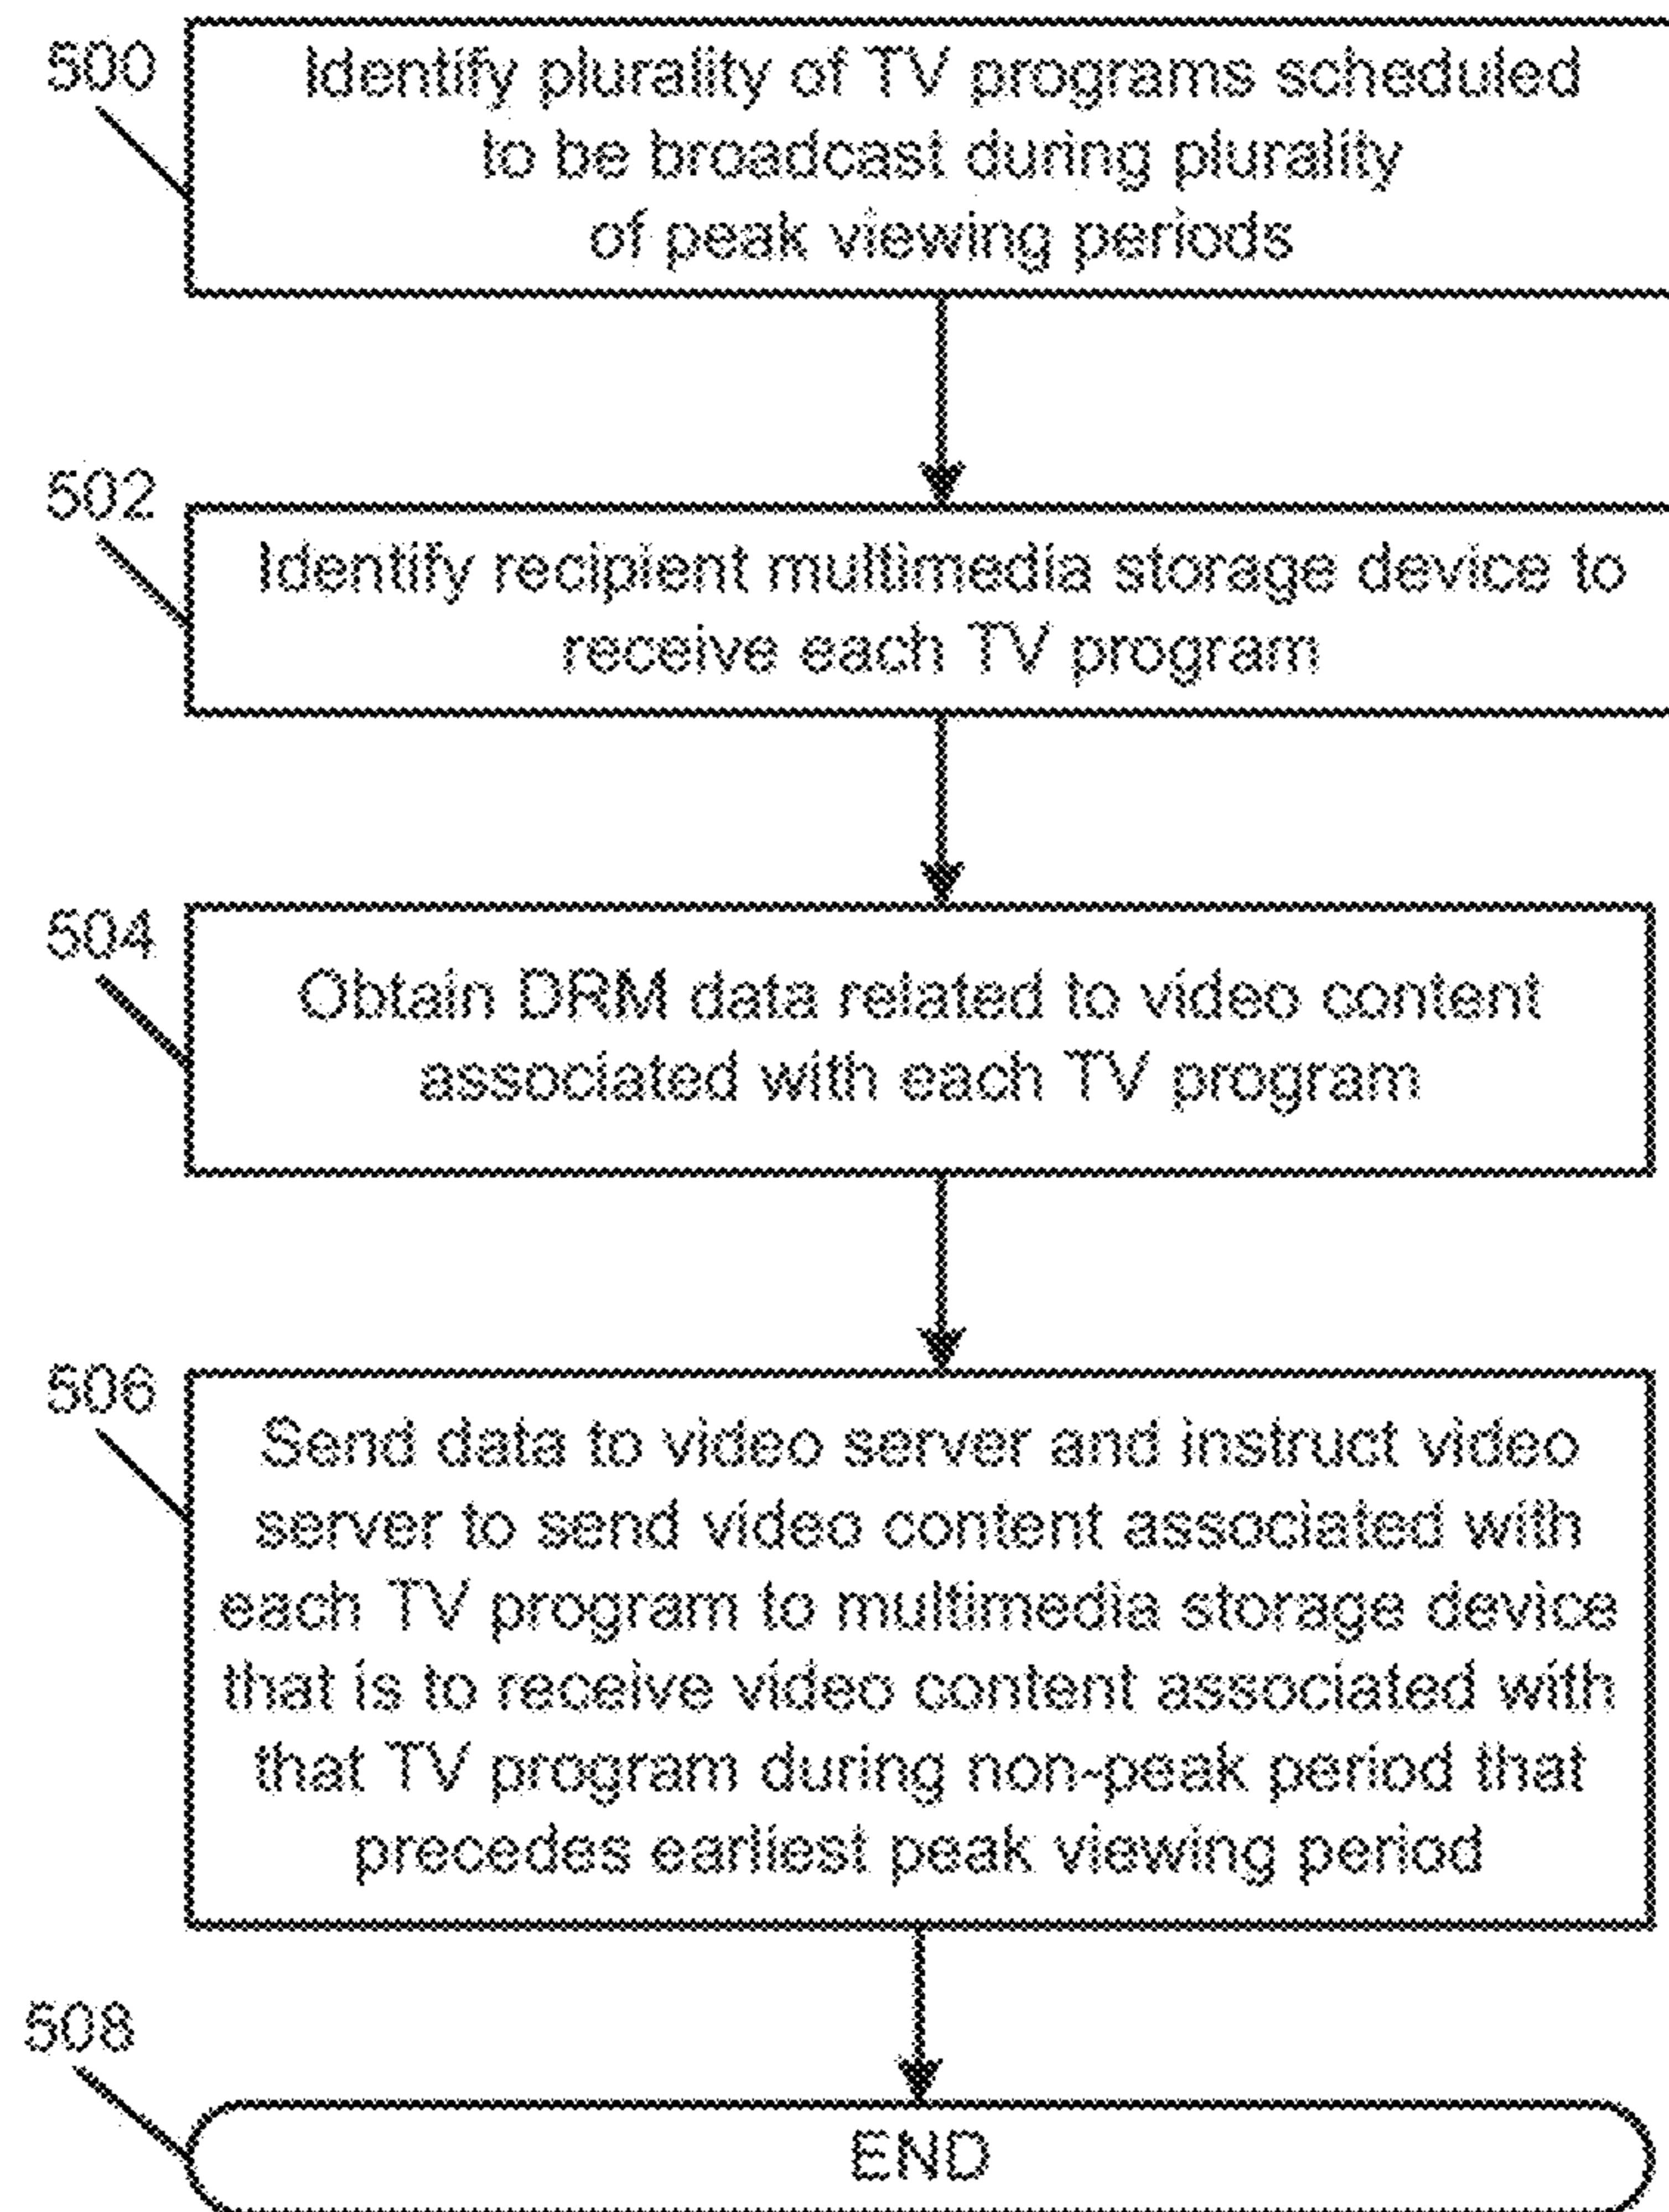 500
Identify plurality of TV programs scheduled
to be broadcast during plurality
of peak viewing periods
502
Identify recipient multimedia storage device to
receive each TV program
504
Obtain DRM data related to video content
associated with each TV program
506
Send data to video server and instruct video
server to send video content associated with
each TV program to multimedia storage device
that is to receive video content associated with
that TV program during non-peak period that
precedes earliest peak viewing period
508
END